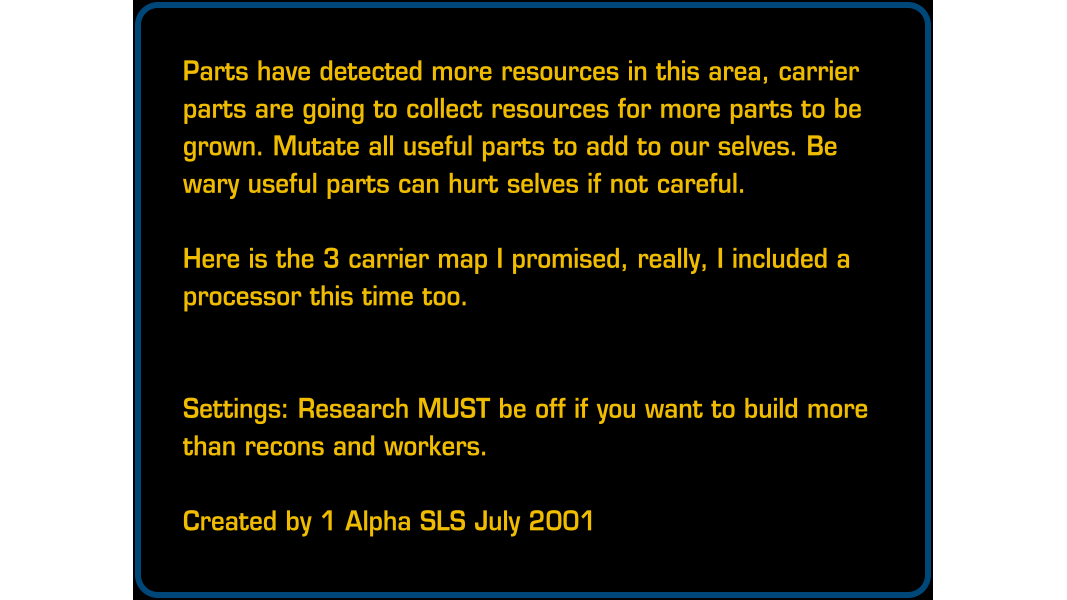 Parts have detected more resources in this area, carrier
parts are going to collect resources for more parts to be
grown. Mutate all useful parts to add to our selves. Be
wary useful parts can hurt selves if not careful.
Here is the 3 carrier map I promised, really, I included a
processor this time too.
Settings: Research MUST be off if you want to build more
than recons and workers.
Created by 1 Alpha SLS July 2001